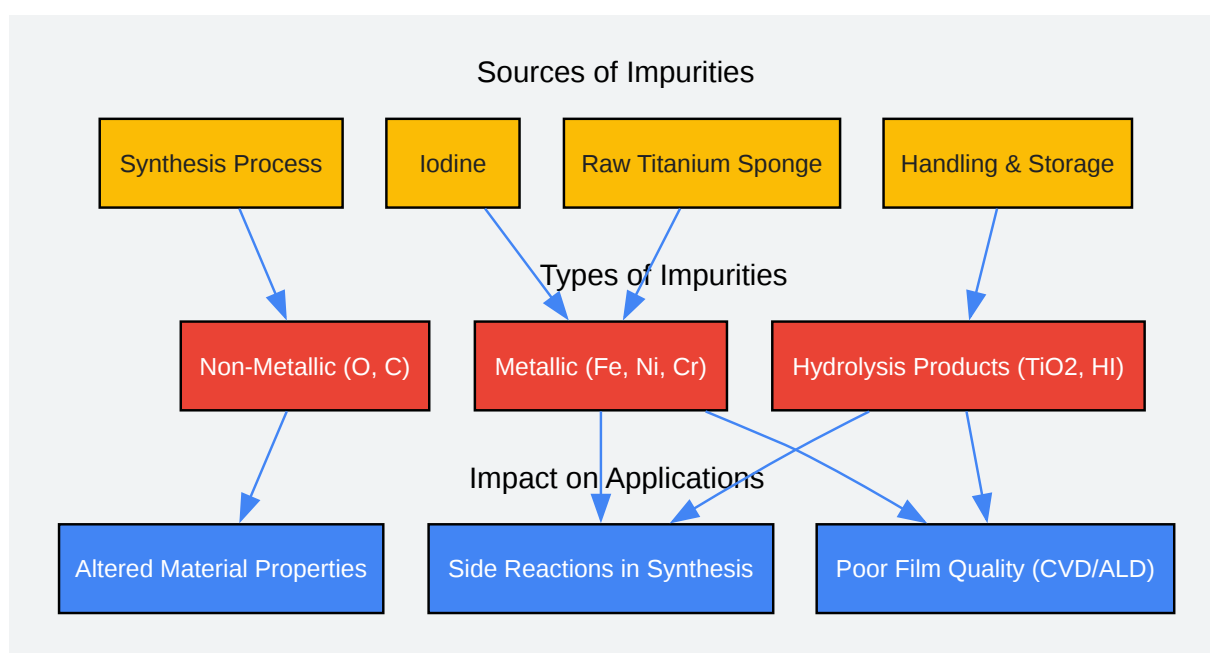 Sources of Impurities
Synthesis Process
Iodine
Raw Titanium Sponge
Handling & Storage
Types of Impurities
Non-Metallic (O, C)
Metallic (Fe, Ni, Cr)
Hydrolysis Products (TiO2, HI)
Impact on Applications
Altered Material Properties
Side Reactions in Synthesis
Poor Film Quality (CVD/ALD)